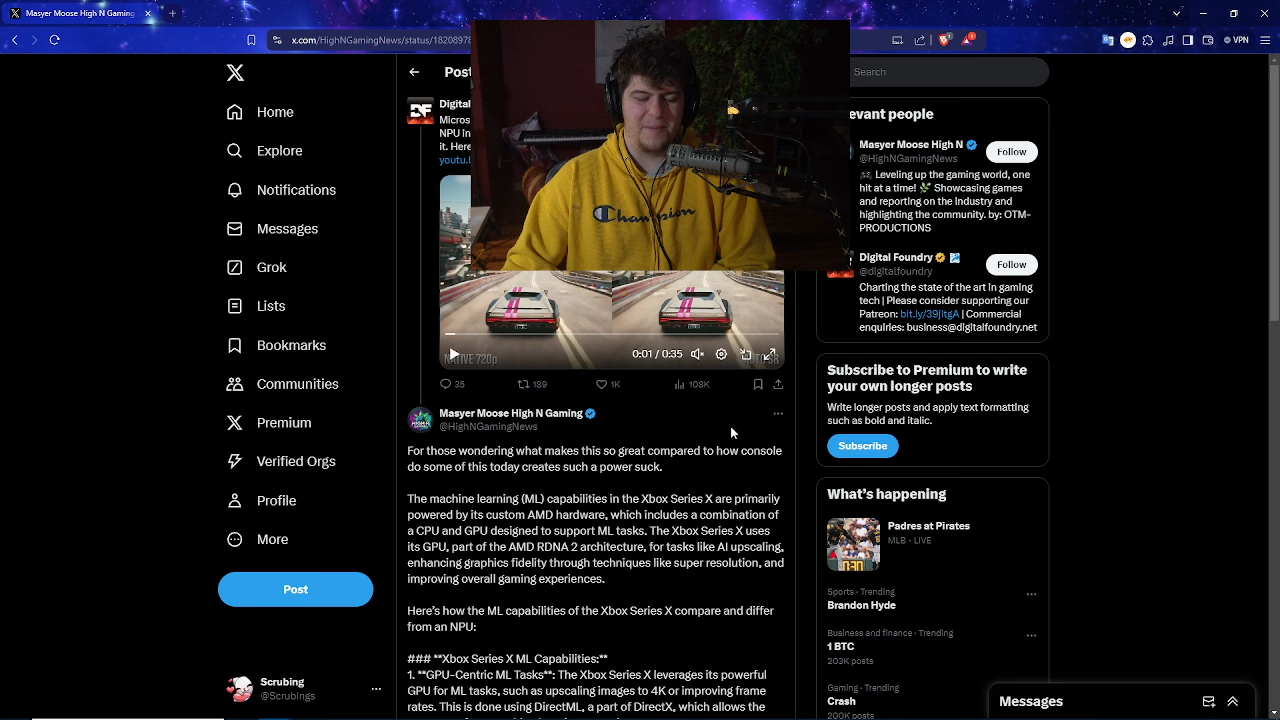 Masyer Moose High N Gaming
x.com/HighNGamingNews/status/18208978
VPN
Home
Explore
Notifications
Messages
Grok
Lists
Bookmarks
Communities
Premium
Verified Orgs
Profile
More
Post
Scrubing
@Scrubings
Post
Digital
Micros
NPU in
it. Here
youtu.b
Champion
NATIVE 720p
0:01 / 0:35
AUTO SR
35
189
1K
108K
Masyer Moose High N Gaming
@HighNGamingNews
For those wondering what makes this so great compared to how console
do some of this today creates such a power suck.
The machine learning (ML) capabilities in the Xbox Series X are primarily
powered by its custom AMD hardware, which includes a combination of
a CPU and GPU designed to support ML tasks. The Xbox Series X uses
its GPU, part of the AMD RDNA 2 architecture, for tasks like AI upscaling,
enhancing graphics fidelity through techniques like super resolution, and
improving overall gaming experiences.
Here's how the ML capabilities of the Xbox Series X compare and differ
from an NPU:
### **Xbox Series X ML Capabilities:**
1. **GPU-Centric ML Tasks**: The Xbox Series X leverages its powerful
GPU for ML tasks, such as upscaling images to 4K or improving frame
rates. This is done using DirectML, a part of DirectX, which allows the
Search
evant people
Masyer Moose High N
@HighNGamingNews
Follow
🎮 Leveling up the gaming world, one
hit at a time! 🌿 Showcasing games
and reporting on the Industry and
highlighting the community. by: OTM-
PRODUCTIONS
Digital Foundry
@digitalfoundry
Follow
Charting the state of the art in gaming
tech | Please consider supporting our
Patreon: bit.ly/39jItgA | Commercial
enquiries: business@digitalfoundry.net
Subscribe to Premium to write
your own longer posts
Write longer posts and apply text formatting
such as bold and italic.
Subscribe
What's happening
Padres at Pirates
MLB · LIVE
Sports · Trending
Brandon Hyde
Business and finance · Trending
1 BTC
203K posts
Gaming · Trending
Crash
200K posts
Messages